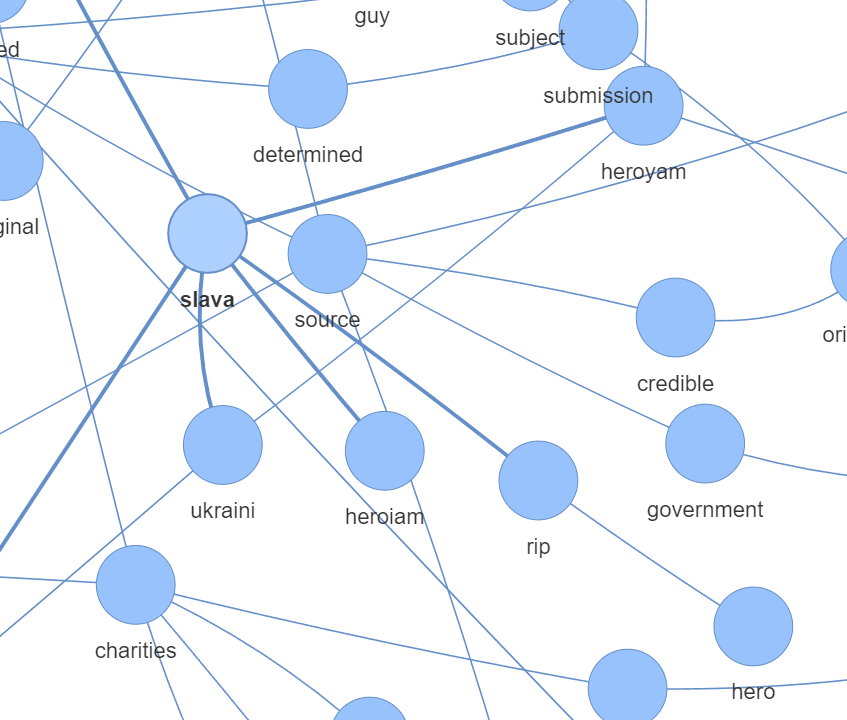 guy
subject
ed
submission
determined
heroyam
ginal
slava
source
ori
credible
ukraini
heroiam
government
rip
charities
hero